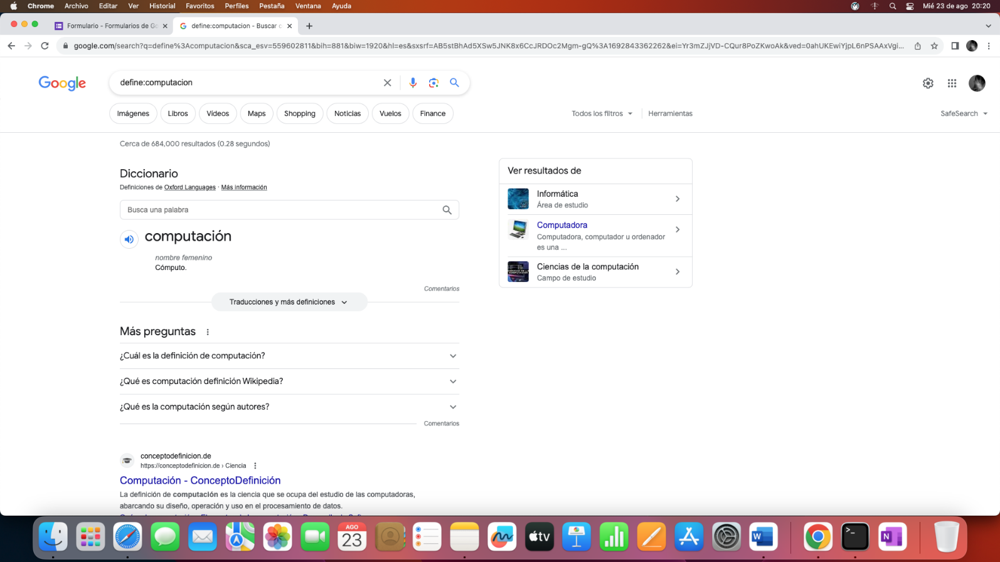 Chrome Archivo Editar Ver Historial Favoritos Perfiles Pestaña Ventana Ayuda Mié 23 de ago 20:20
Formulario - Formularios de Go
define:computacion - Buscar c
google.com/search?q=define%3Acomputacion&sca_esv=559602811&bih=881&biw=1920&hl=es&sxsrf=AB5stBhAd5XSw5JNK8x6CcJRDOc2Mgm-gQ%3A1692843362262&ei=Yr3mZJjVD-CQur8PoZKwoAk&ved=0ahUKEwiYjpL6nPSAAxVgi...
Google
define:computacion
Imágenes Libros Vídeos Maps Shopping Noticias Vuelos Finance Todos los filtros Herramientas SafeSearch
Cerca de 684,000 resultados (0.28 segundos)
Diccionario
Definiciones de Oxford Languages · Más información
Busca una palabra
computación
nombre femenino
Cómputo.
Comentarios
Traducciones y más definiciones
Más preguntas
¿Cuál es la definición de computación?
¿Qué es computación definición Wikipedia?
¿Qué es la computación según autores?
Comentarios
conceptodefinicion.de
https://conceptodefinicion.de › Ciencia
Computación - ConceptoDefinición
La definición de computación es la ciencia que se ocupa del estudio de las computadoras,
abarcando su diseño, operación y uso en el procesamiento de datos.
Ver resultados de
Informática
Área de estudio
Computadora
Computadora, computador u ordenador
es una ...
Ciencias de la computación
Campo de estudio
AGO
23
tv
W
>_
N